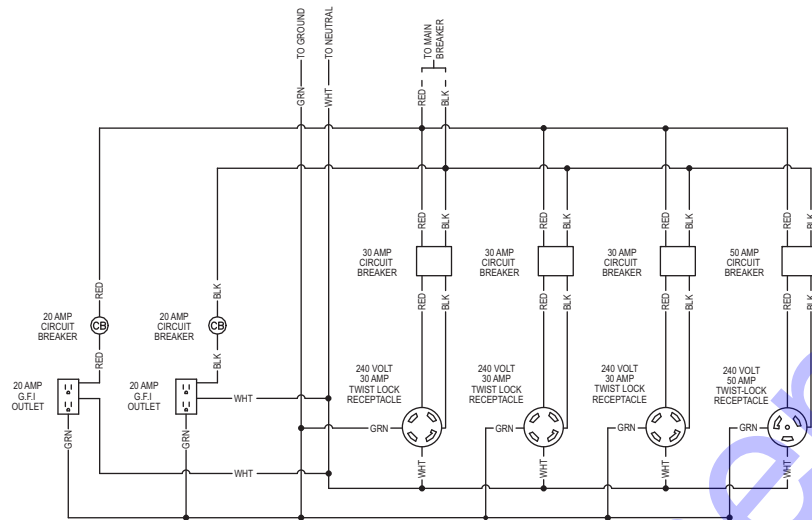 TO GROUND
TO NEUTRAL
TO MAIN
BREAKER
GRN
WHT
RED
BLK
RED
BLK
RED
BLK
RED
BLK
RED
BLK
30 AMP
CIRCUIT
BREAKER
30 AMP
CIRCUIT
BREAKER
30 AMP
CIRCUIT
BREAKER
50 AMP
CIRCUIT
BREAKER
RED
BLK
RED
BLK
RED
BLK
RED
BLK
RED
BLK
20 AMP
CIRCUIT
BREAKER
CB
20 AMP
CIRCUIT
BREAKER
CB
RED
BLK
20 AMP
G.F.I
OUTLET
20 AMP
G.F.I
OUTLET
240 VOLT
30 AMP
TWIST LOCK
RECEPTACLE
240 VOLT
30 AMP
TWIST LOCK
RECEPTACLE
240 VOLT
30 AMP
TWIST LOCK
RECEPTACLE
240 VOLT
50 AMP
TWIST-LOCK
RECEPTACLE
WHT
GRN
GRN
GRN
GRN
GRN
GRN
WHT
WHT
WHT
WHT
WHT